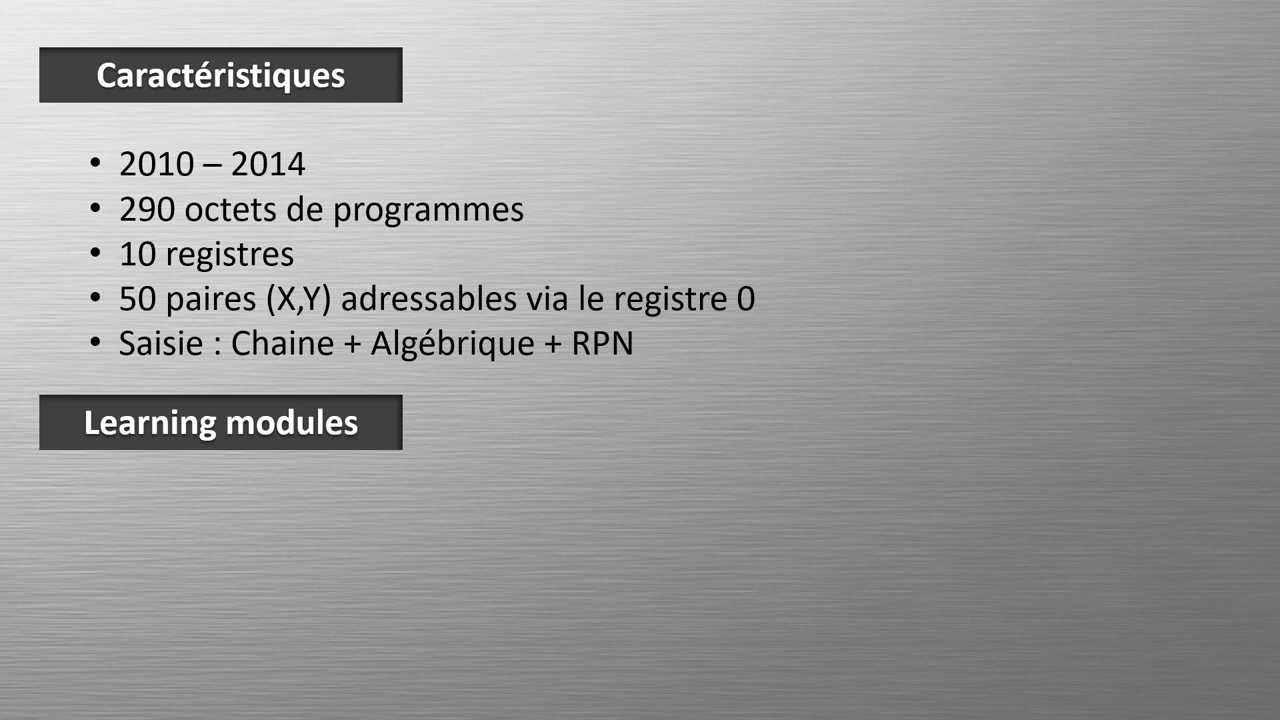 Caractéristiques
• 2010 – 2014
• 290 octets de programmes
• 10 registres
• 50 paires (X,Y) adressables via le registre 0
• Saisie : Chaine + Algébrique + RPN
Learning modules